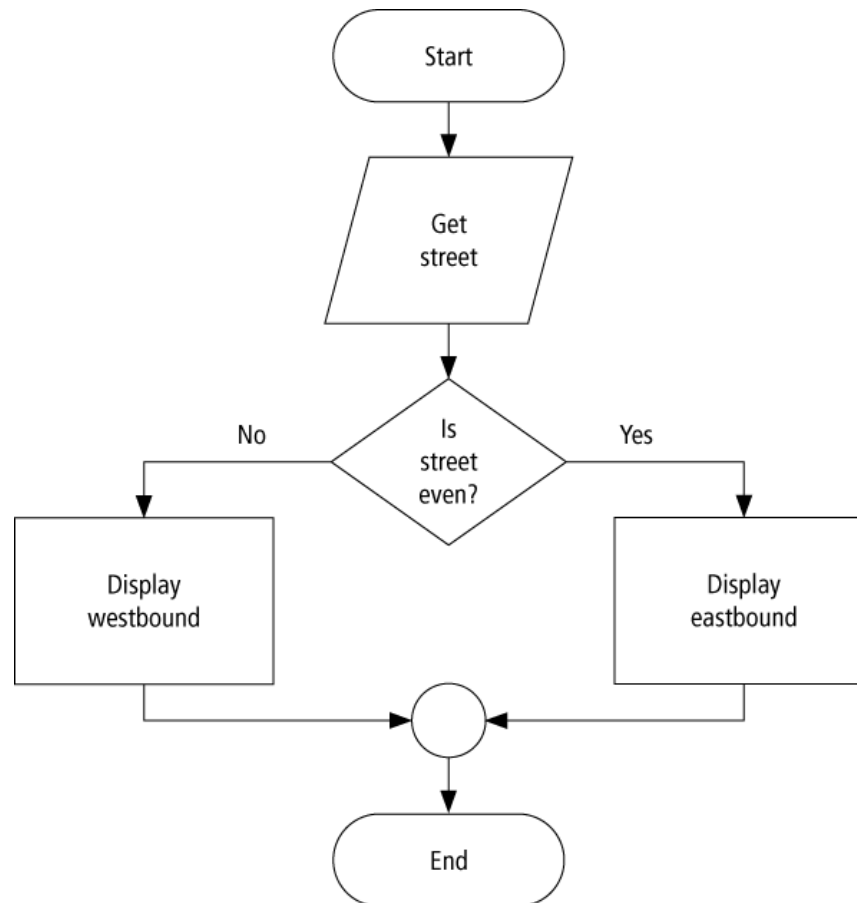 Start
Get
street
No
Is
street
even?
Yes
Display
westbound
Display
eastbound
End